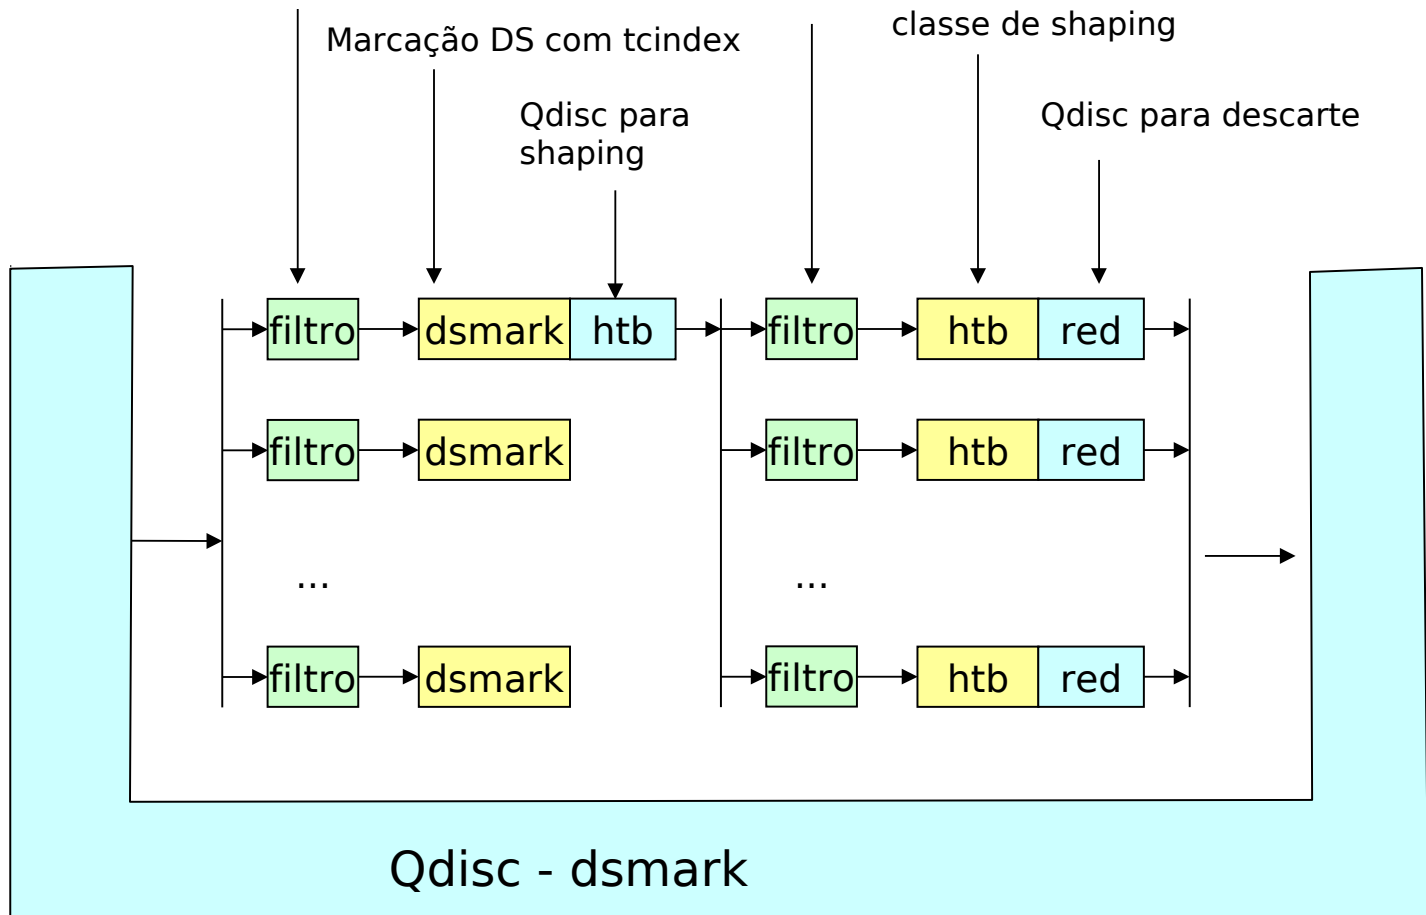 classe de shaping
Marcação DS com tcindex
Qdisc para
shaping
Qdisc para descarte
filtro dsmark htb filtro htb red
filtro dsmark filtro htb red
... ...
filtro dsmark filtro htb red
Qdisc - dsmark